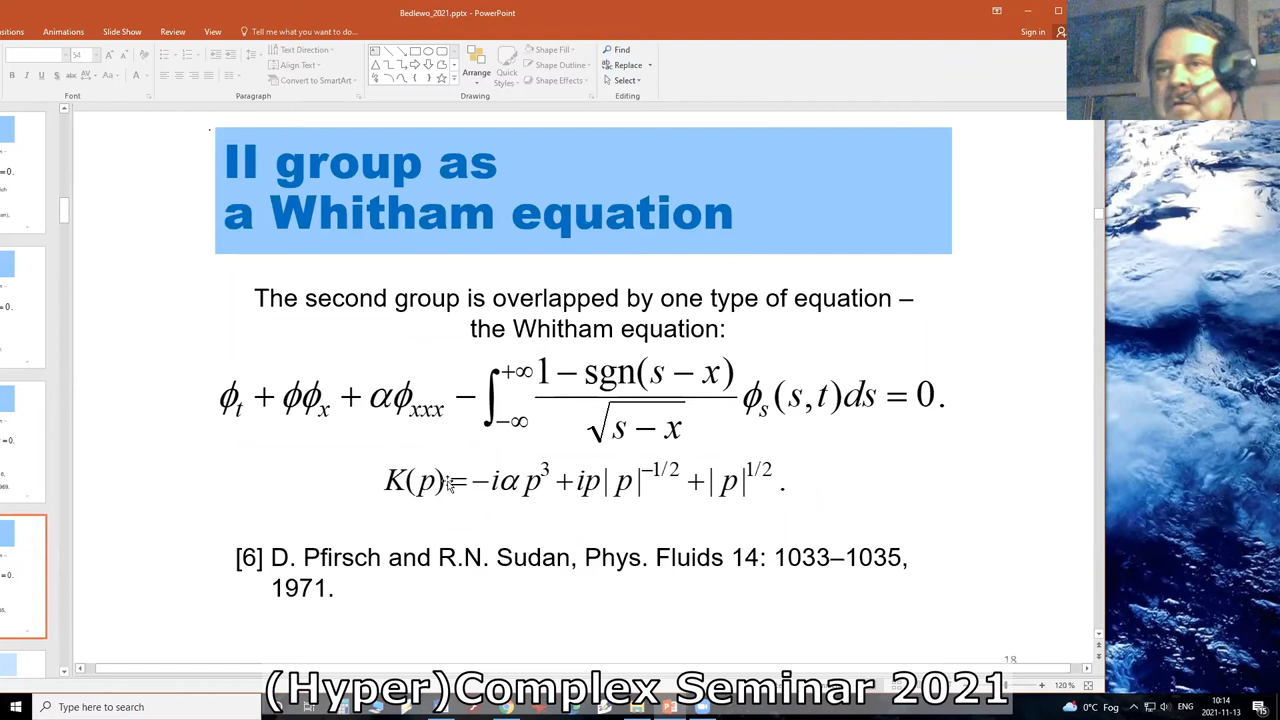 Bedlewo_2021.pptx - PowerPoint
sitions Animations Slide Show Review View Tell me what you want to do... Sign in
54
Text Direction
Align Text
Convert to SmartArt
Arrange
Quick Styles
Shape Fill
Shape Outline
Shape Effects
Find
Replace
Select
Font Paragraph Drawing Editing
II group as
a Whitham equation
The second group is overlapped by one type of equation –
the Whitham equation:
ϕ_t + ϕϕ_x + αϕ_xxx − ∫_{−∞}^{+∞} (1 − sgn(s − x))/√(s − x) ϕ_s(s,t)ds = 0.
K(p) = −iα p^3 + ip|p|^{−1/2} + |p|^{1/2}.
[6] D. Pfirsch and R.N. Sudan, Phys. Fluids 14: 1033–1035,
1971.
18
120 %
(Hyper)Complex Seminar 2021
Type here to search
0°C Fog
ENG
10:14
2021-11-13